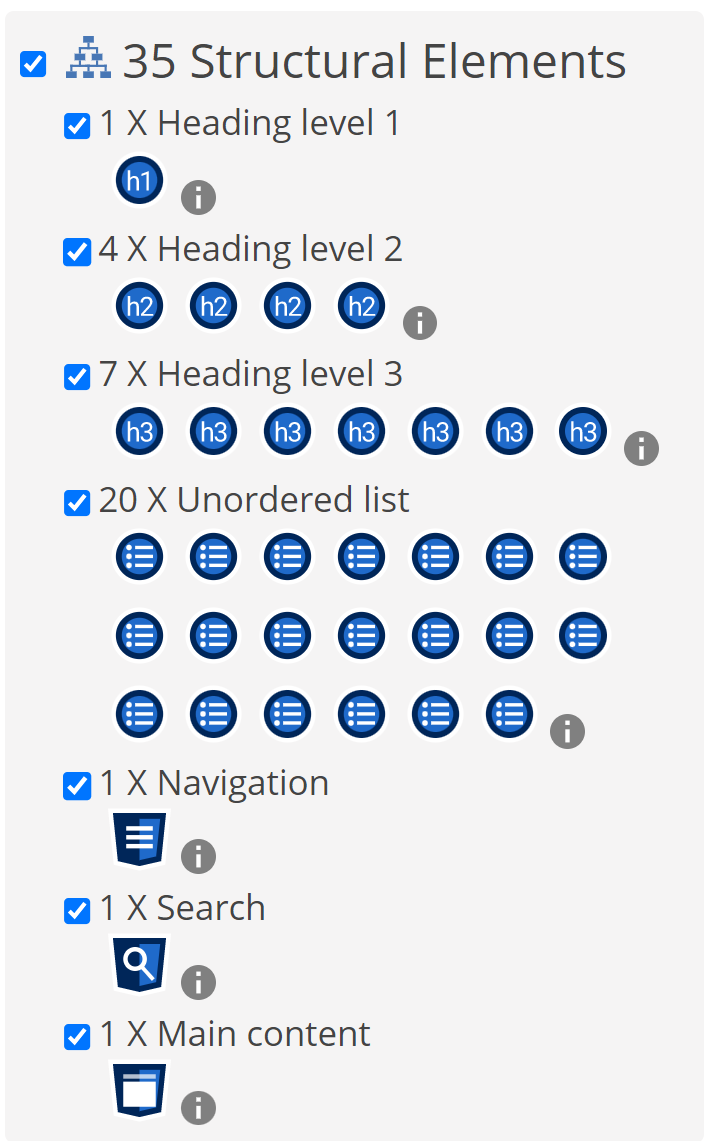 35 Structural Elements
1 X Heading level 1
h1 i
4 X Heading level 2
h2 h2 h2 h2 i
7 X Heading level 3
h3 h3 h3 h3 h3 h3 h3 i
20 X Unordered list
i
1 X Navigation
i
1 X Search
i
1 X Main content
i